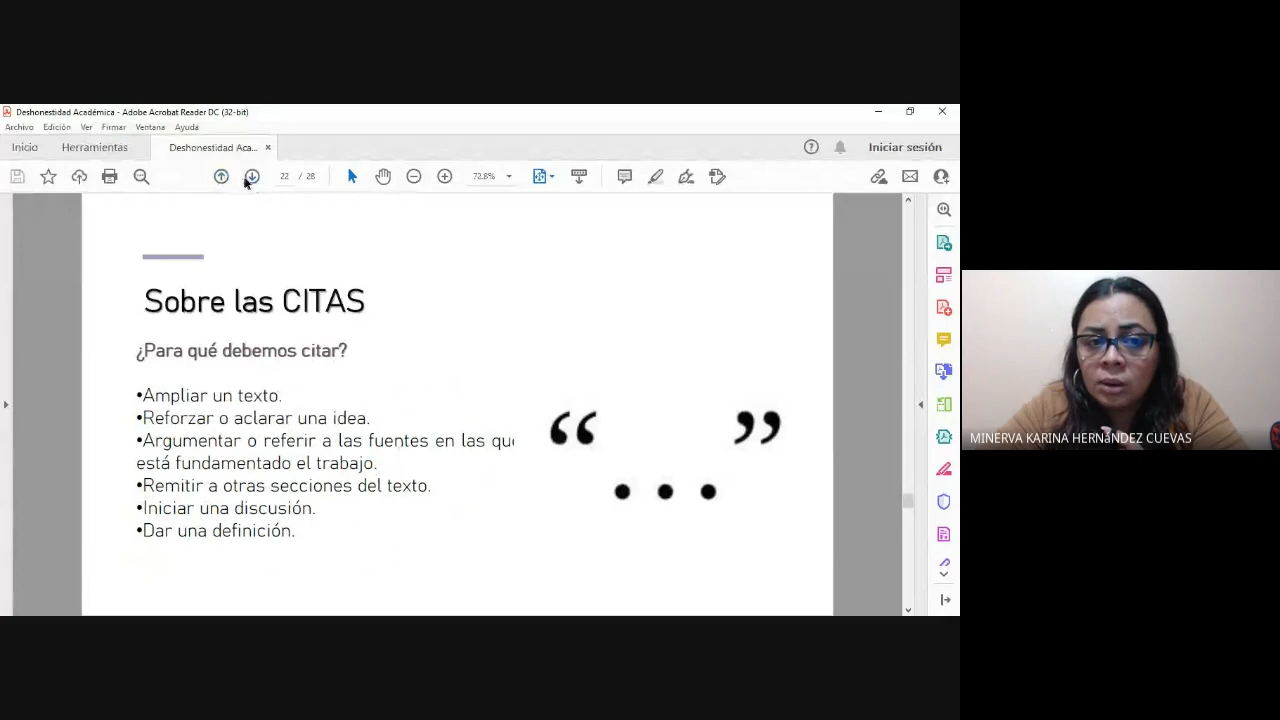 Deshonestidad Académica - Adobe Acrobat Reader DC (32-bit)
Archivo Edición Ver Firmar Ventana Ayuda
Inicio Herramientas Deshonestidad Aca... × Iniciar sesión
22 / 28 72.8%
Sobre las CITAS
¿Para qué debemos citar?
•Ampliar un texto.
•Reforzar o aclarar una idea.
•Argumentar o referir a las fuentes en las que
está fundamentado el trabajo.
•Remitir a otras secciones del texto.
•Iniciar una discusión.
•Dar una definición.
“ ”
...
MINERVA KARINA HERNáNDEZ CUEVAS